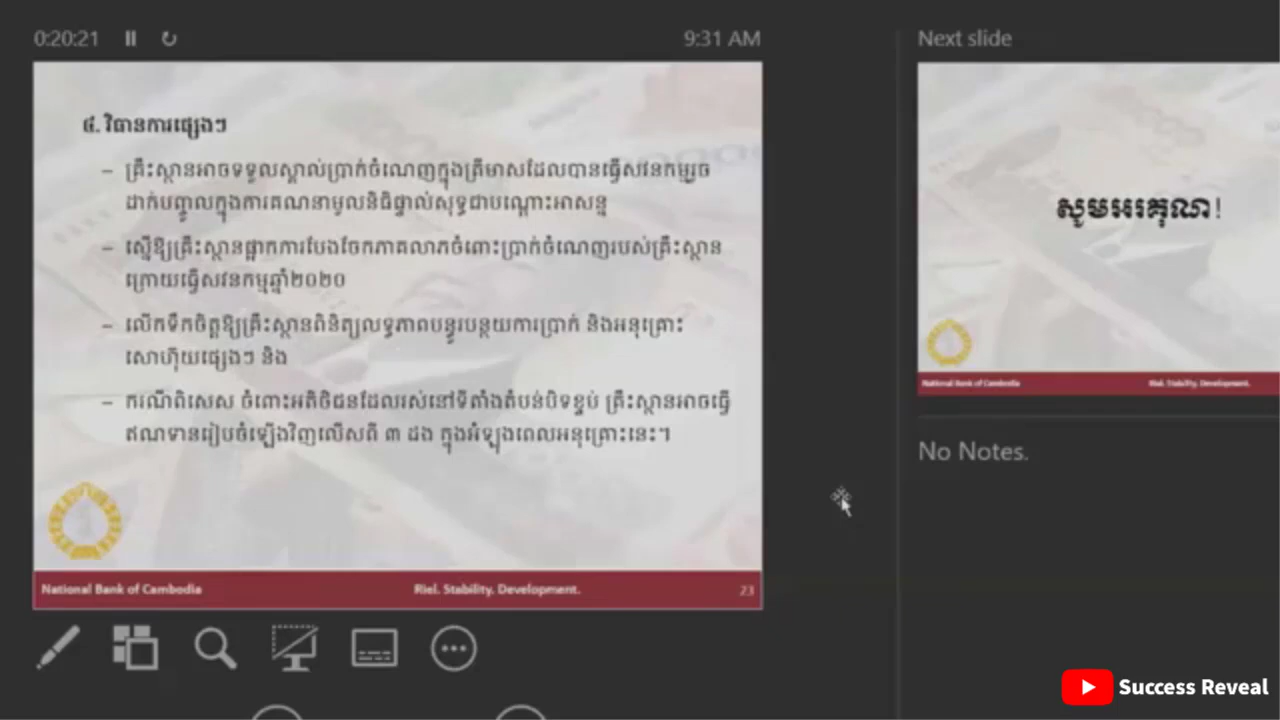 0:20:21
9:31 AM
Next slide
៤. វិធានការផ្សេងៗ
– គ្រឹះស្ថានអាចទទួលស្គាល់ប្រាក់ចំណេញក្នុងត្រីមាសដែលបានធ្វើសវនកម្មរួច
ដាក់បញ្ចូលក្នុងការគណនាមូលនិធិផ្ទាល់សុទ្ធជាបណ្តោះអាសន្ន
– ស្នើឱ្យគ្រឹះស្ថានផ្អាកការបែងចែកភាគលាភចំពោះប្រាក់ចំណេញរបស់គ្រឹះស្ថាន
ក្រោយធ្វើសវនកម្មឆ្នាំ២០២០
– លើកទឹកចិត្តឱ្យគ្រឹះស្ថានពិនិត្យលទ្ធភាពបន្ធូរបន្ថយការប្រាក់ និងអនុគ្រោះ
សោហ៊ុយផ្សេងៗ និង
– ករណីពិសេស ចំពោះអតិថិជនដែលរស់នៅទីតាំងតំបន់បិទខ្ទប់ គ្រឹះស្ថានអាចធ្វើ
ឥណទានរៀបចំឡើងវិញលើសពី ៣ ដង ក្នុងអំឡុងពេលអនុគ្រោះនេះ។
National Bank of Cambodia
Riel. Stability. Development.
23
សូមអរគុណ!
National Bank of Cambodia
Riel. Stability. Development.
No Notes.
Success Reveal